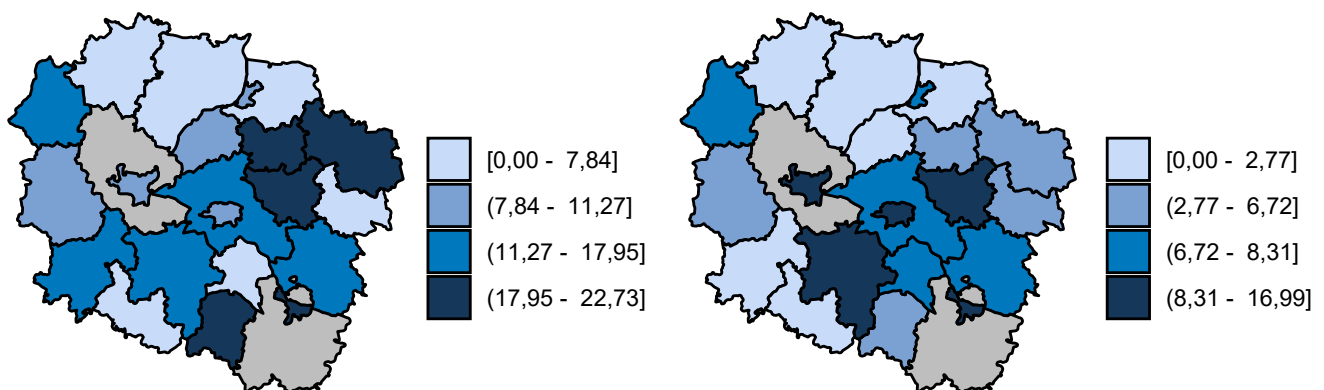 [0,00 - 7,84]
(7,84 - 11,27]
(11,27 - 17,95]
(17,95 - 22,73]
[0,00 - 2,77]
(2,77 - 6,72]
(6,72 - 8,31]
(8,31 - 16,99]